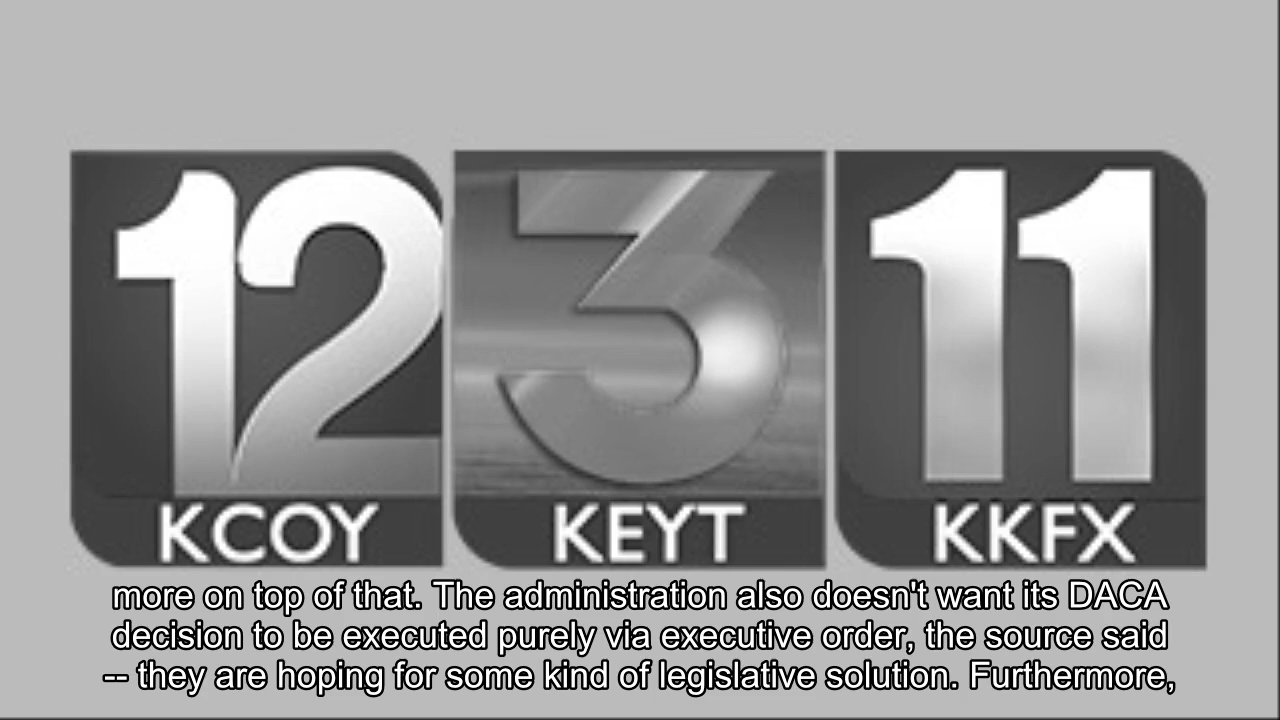 12 3 11
KCOY KEYT KKFX
more on top of that. The administration also doesn't want its DACA
decision to be executed purely via executive order, the source said
-- they are hoping for some kind of legislative solution. Furthermore,